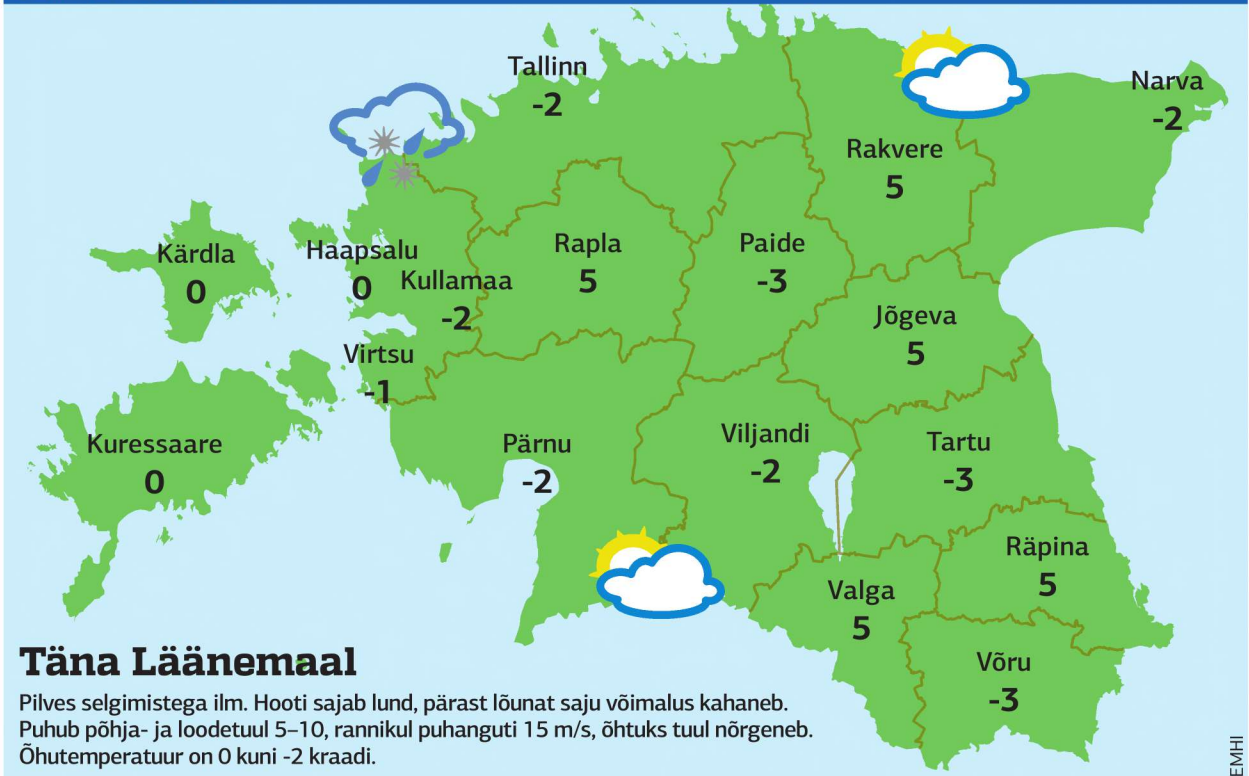 Tallinn
-2
Narva
-2
Rakvere
5
Kärdla
0
Haapsalu
0
Kullamaa
-2
Rapla
5
Paide
-3
Jõgeva
5
Virtsu
-1
Kuressaare
0
Pärnu
-2
Viljandi
-2
Tartu
-3
Räpina
5
Valga
5
Võru
-3
Täna Läänemaal
Pilves selgimistega ilm. Hooti sajab lund, pärast lõunat saju võimalus kahaneb.
Puhub põhja- ja loodetuul 5–10, rannikul puhanguti 15 m/s, õhtuks tuul nõrgeneb.
Õhutemperatuur on 0 kuni -2 kraadi.
EMHI